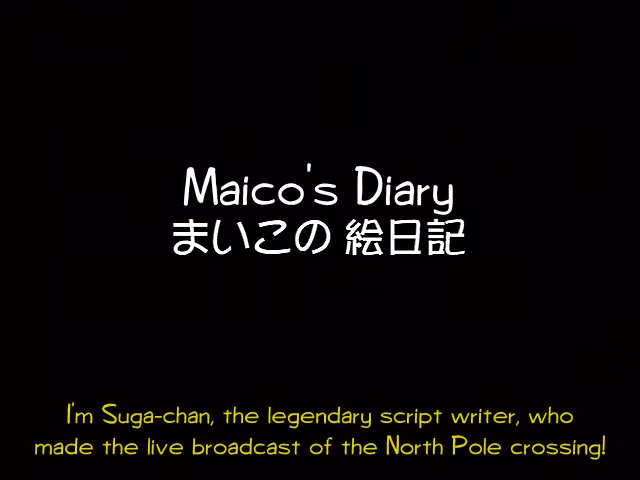 Maico's Diary
まいこの 絵日記
I'm Suga-chan, the legendary script writer, who
made the live broadcast of the North Pole crossing!